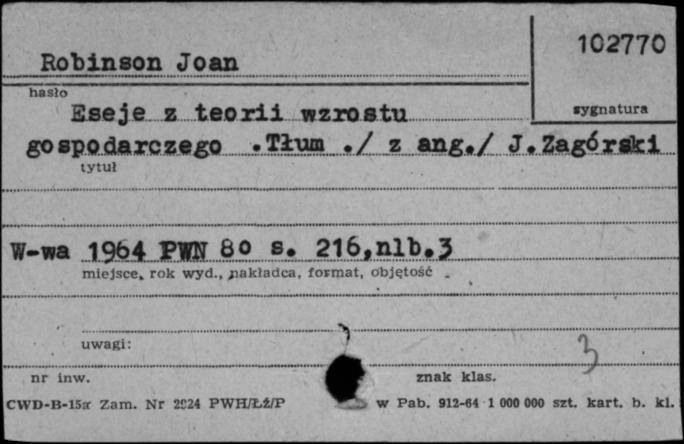 102770
Robinson Joan
hasło
sygnatura
Eseje z teorii wzrostu
gospodarczego .Tłum ./ z ang./ J.Zagórski
tytuł
W-wa 1964 PWN 8o s. 216,nlb.3
miejsce, rok wyd., nakładca, format, objętość
uwagi:
3
nr inw.
znak klas.
CWD-B-15a Zam. Nr 2924 PWH/Łź/P w Pab. 912-64 1 000 000 szt. kart. b. kl.